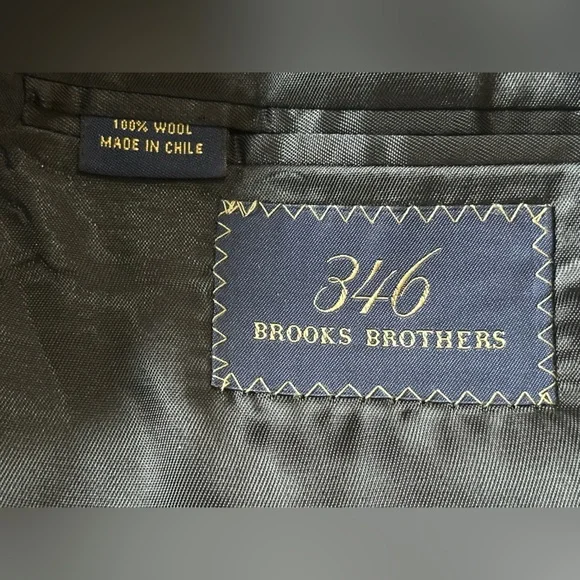 100% WOOL
MADE IN CHILE
346
BROOKS BROTHERS